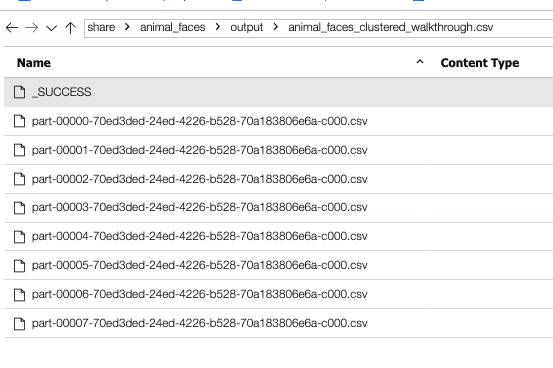 share > animal_faces > output > animal_faces_clustered_walkthrough.csv
Name Content Type
_SUCCESS
part-00000-70ed3ded-24ed-4226-b528-70a183806e6a-c000.csv
part-00001-70ed3ded-24ed-4226-b528-70a183806e6a-c000.csv
part-00002-70ed3ded-24ed-4226-b528-70a183806e6a-c000.csv
part-00003-70ed3ded-24ed-4226-b528-70a183806e6a-c000.csv
part-00004-70ed3ded-24ed-4226-b528-70a183806e6a-c000.csv
part-00005-70ed3ded-24ed-4226-b528-70a183806e6a-c000.csv
part-00006-70ed3ded-24ed-4226-b528-70a183806e6a-c000.csv
part-00007-70ed3ded-24ed-4226-b528-70a183806e6a-c000.csv